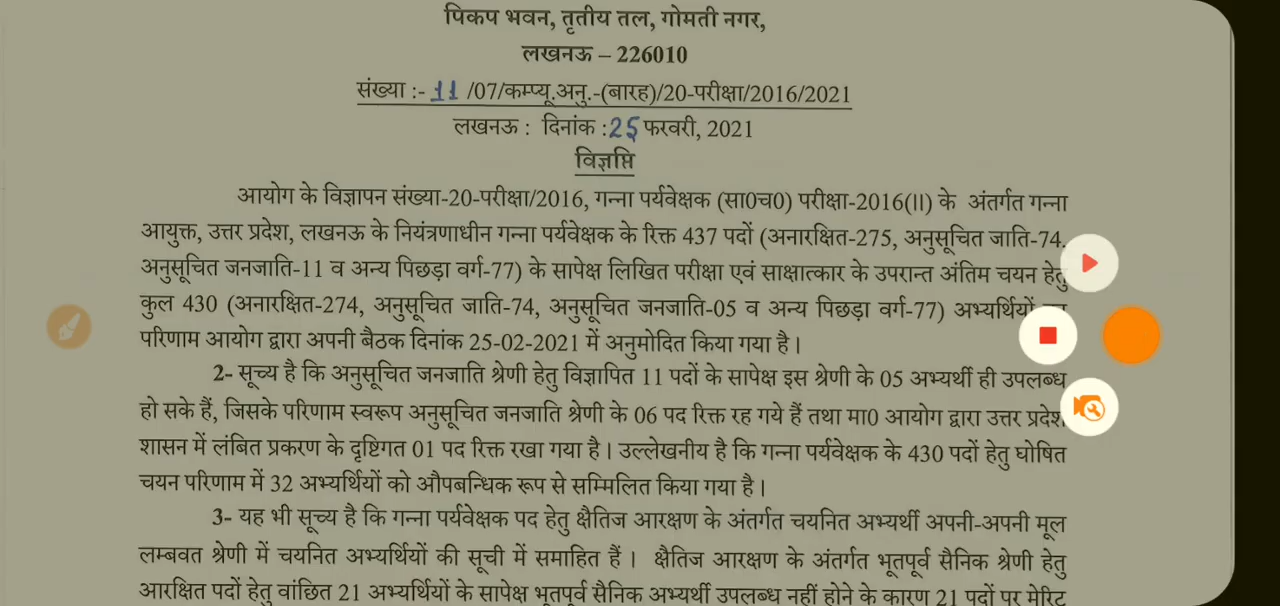 पिकप भवन, तृतीय तल, गोमती नगर,
लखनऊ – 226010
संख्या :- 11 /07/कम्प्यू.अनु.-(बारह)/20-परीक्षा/2016/2021
लखनऊ : दिनांक :25 फरवरी, 2021
विज्ञप्ति
आयोग के विज्ञापन संख्या-20-परीक्षा/2016, गन्ना पर्यवेक्षक (सा0च0) परीक्षा-2016(II) के अंतर्गत गन्ना
आयुक्त, उत्तर प्रदेश, लखनऊ के नियंत्रणाधीन गन्ना पर्यवेक्षक के रिक्त 437 पदों (अनारक्षित-275, अनुसूचित जाति-74,
अनुसूचित जनजाति-11 व अन्य पिछड़ा वर्ग-77) के सापेक्ष लिखित परीक्षा एवं साक्षात्कार के उपरान्त अंतिम चयन हेतु
कुल 430 (अनारक्षित-274, अनुसूचित जाति-74, अनुसूचित जनजाति-05 व अन्य पिछड़ा वर्ग-77) अभ्यर्थियों
परिणाम आयोग द्वारा अपनी बैठक दिनांक 25-02-2021 में अनुमोदित किया गया है।
2- सूच्य है कि अनुसूचित जनजाति श्रेणी हेतु विज्ञापित 11 पदों के सापेक्ष इस श्रेणी के 05 अभ्यर्थी ही उपलब्ध
हो सके हैं, जिसके परिणाम स्वरूप अनुसूचित जनजाति श्रेणी के 06 पद रिक्त रह गये हैं तथा मा0 आयोग द्वारा उत्तर प्रदेश
शासन में लंबित प्रकरण के दृष्टिगत 01 पद रिक्त रखा गया है। उल्लेखनीय है कि गन्ना पर्यवेक्षक के 430 पदों हेतु घोषित
चयन परिणाम में 32 अभ्यर्थियों को औपबन्धिक रूप से सम्मिलित किया गया है।
3- यह भी सूच्य है कि गन्ना पर्यवेक्षक पद हेतु क्षैतिज आरक्षण के अंतर्गत चयनित अभ्यर्थी अपनी-अपनी मूल
लम्बवत श्रेणी में चयनित अभ्यर्थियों की सूची में समाहित हैं। क्षैतिज आरक्षण के अंतर्गत भूतपूर्व सैनिक श्रेणी हेतु
आरक्षित पदों हेतु वांछित 21 अभ्यर्थियों के सापेक्ष भूतपूर्व सैनिक अभ्यर्थी उपलब्ध नहीं होने के कारण 21 पदों पर मेरिट